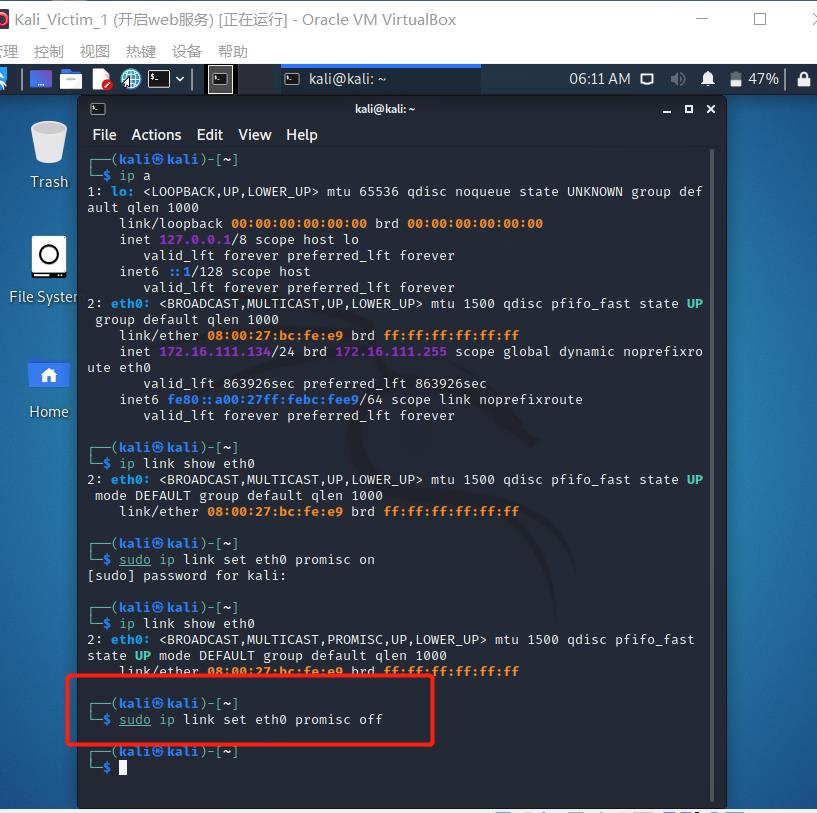 Kali_Victim_1 (开启web服务) [正在运行] - Oracle VM VirtualBox
管理 控制 视图 热键 设备 帮助
kali@kali: ~
06:11 AM
47%
kali@kali: ~
File Actions Edit View Help
Trash
File System
Home
┌──(kali㉿kali)-[~]
└─$ ip a
1: lo: <LOOPBACK,UP,LOWER_UP> mtu 65536 qdisc noqueue state UNKNOWN group def
ault qlen 1000
link/loopback 00:00:00:00:00:00 brd 00:00:00:00:00:00
inet 127.0.0.1/8 scope host lo
valid_lft forever preferred_lft forever
inet6 ::1/128 scope host
valid_lft forever preferred_lft forever
2: eth0: <BROADCAST,MULTICAST,UP,LOWER_UP> mtu 1500 qdisc pfifo_fast state UP
group default qlen 1000
link/ether 08:00:27:bc:fe:e9 brd ff:ff:ff:ff:ff:ff
inet 172.16.111.134/24 brd 172.16.111.255 scope global dynamic noprefixro
ute eth0
valid_lft 863926sec preferred_lft 863926sec
inet6 fe80::a00:27ff:febc:fee9/64 scope link noprefixroute
valid_lft forever preferred_lft forever
┌──(kali㉿kali)-[~]
└─$ ip link show eth0
2: eth0: <BROADCAST,MULTICAST,UP,LOWER_UP> mtu 1500 qdisc pfifo_fast state UP
mode DEFAULT group default qlen 1000
link/ether 08:00:27:bc:fe:e9 brd ff:ff:ff:ff:ff:ff
┌──(kali㉿kali)-[~]
└─$ sudo ip link set eth0 promisc on
[sudo] password for kali:
┌──(kali㉿kali)-[~]
└─$ ip link show eth0
2: eth0: <BROADCAST,MULTICAST,PROMISC,UP,LOWER_UP> mtu 1500 qdisc pfifo_fast
state UP mode DEFAULT group default qlen 1000
link/ether 08:00:27:bc:fe:e9 brd ff:ff:ff:ff:ff:ff
┌──(kali㉿kali)-[~]
└─$ sudo ip link set eth0 promisc off
┌──(kali㉿kali)-[~]
└─$